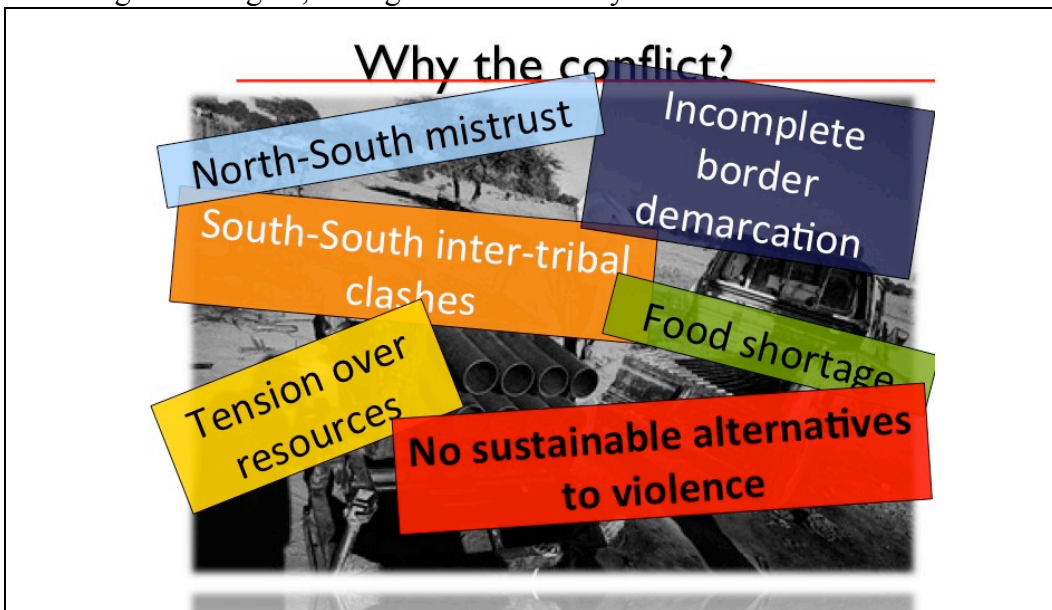 Why the conflict?
North-South mistrust
Incomplete
border
demarcation
South-South inter-tribal
clashes
Food shortage
Tension over
resources
No sustainable alternatives
to violence